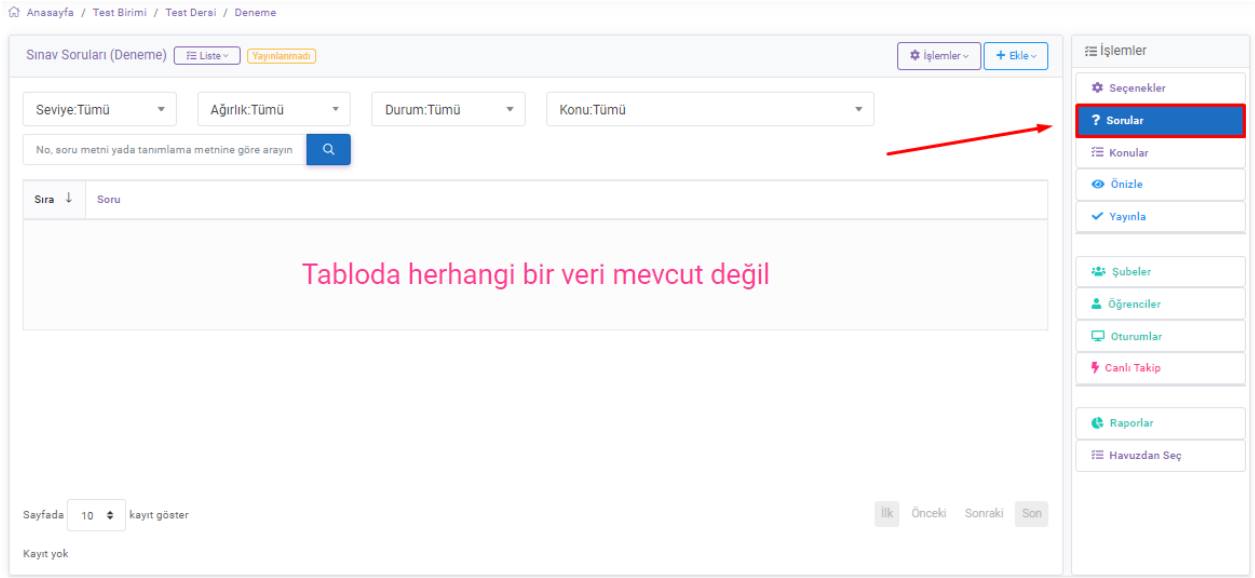 Anasayfa / Test Birimi / Test Dersi / Deneme
Sınav Soruları (Deneme) Liste Yayınlanmadı İşlemler + Ekle
Seviye:Tümü Ağırlık:Tümü Durum:Tümü Konu:Tümü
No, soru metni yada tanımlama metnine göre arayın
Sıra ↓ Soru
Tabloda herhangi bir veri mevcut değil
Sayfada 10 kayıt göster İlk Önceki Sonraki Son
Kayıt yok
İşlemler
Seçenekler
? Sorular
Konular
Önizle
Yayınla
Şubeler
Öğrenciler
Oturumlar
Canlı Takip
Raporlar
Havuzdan Seç